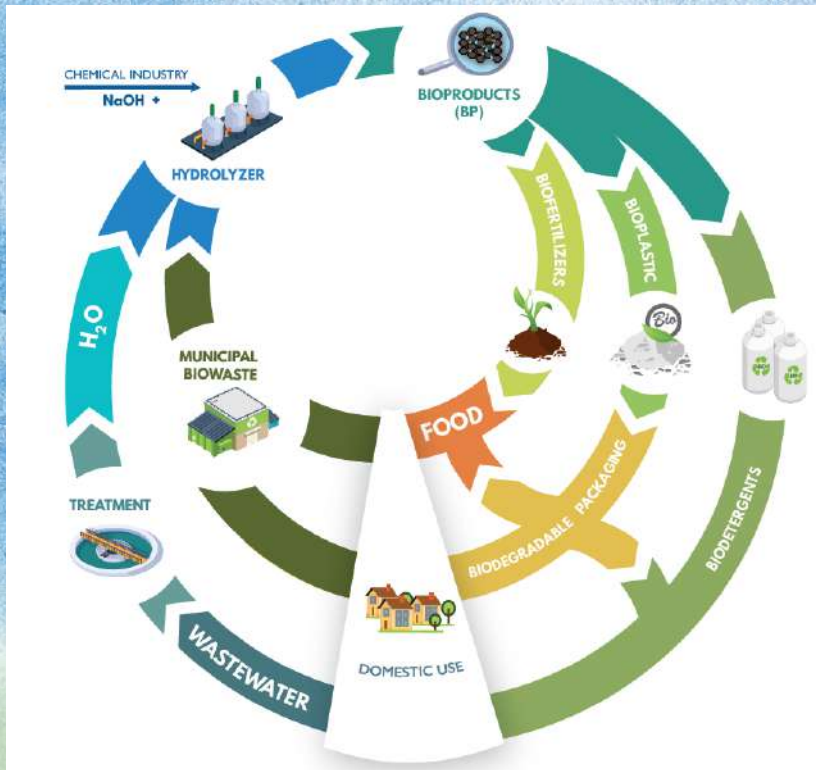 CHEMICAL INDUSTRY
NaOH +
HYDROLYZER
BIOPRODUCTS
(BP)
BIOFERTILIZERS
BIOPLASTIC
Bio
H₂O
MUNICIPAL
BIOWASTE
FOOD
BIODEGRADABLE PACKAGING
BIODETERGENTS
TREATMENT
WASTEWATER
DOMESTIC USE